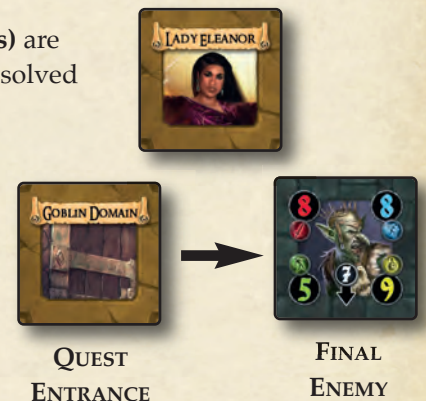 s) are
solved
LADY ELEANOR
GOBLIN DOMAIN
8
8
7
5
9
QUEST
ENTRANCE
FINAL
ENEMY